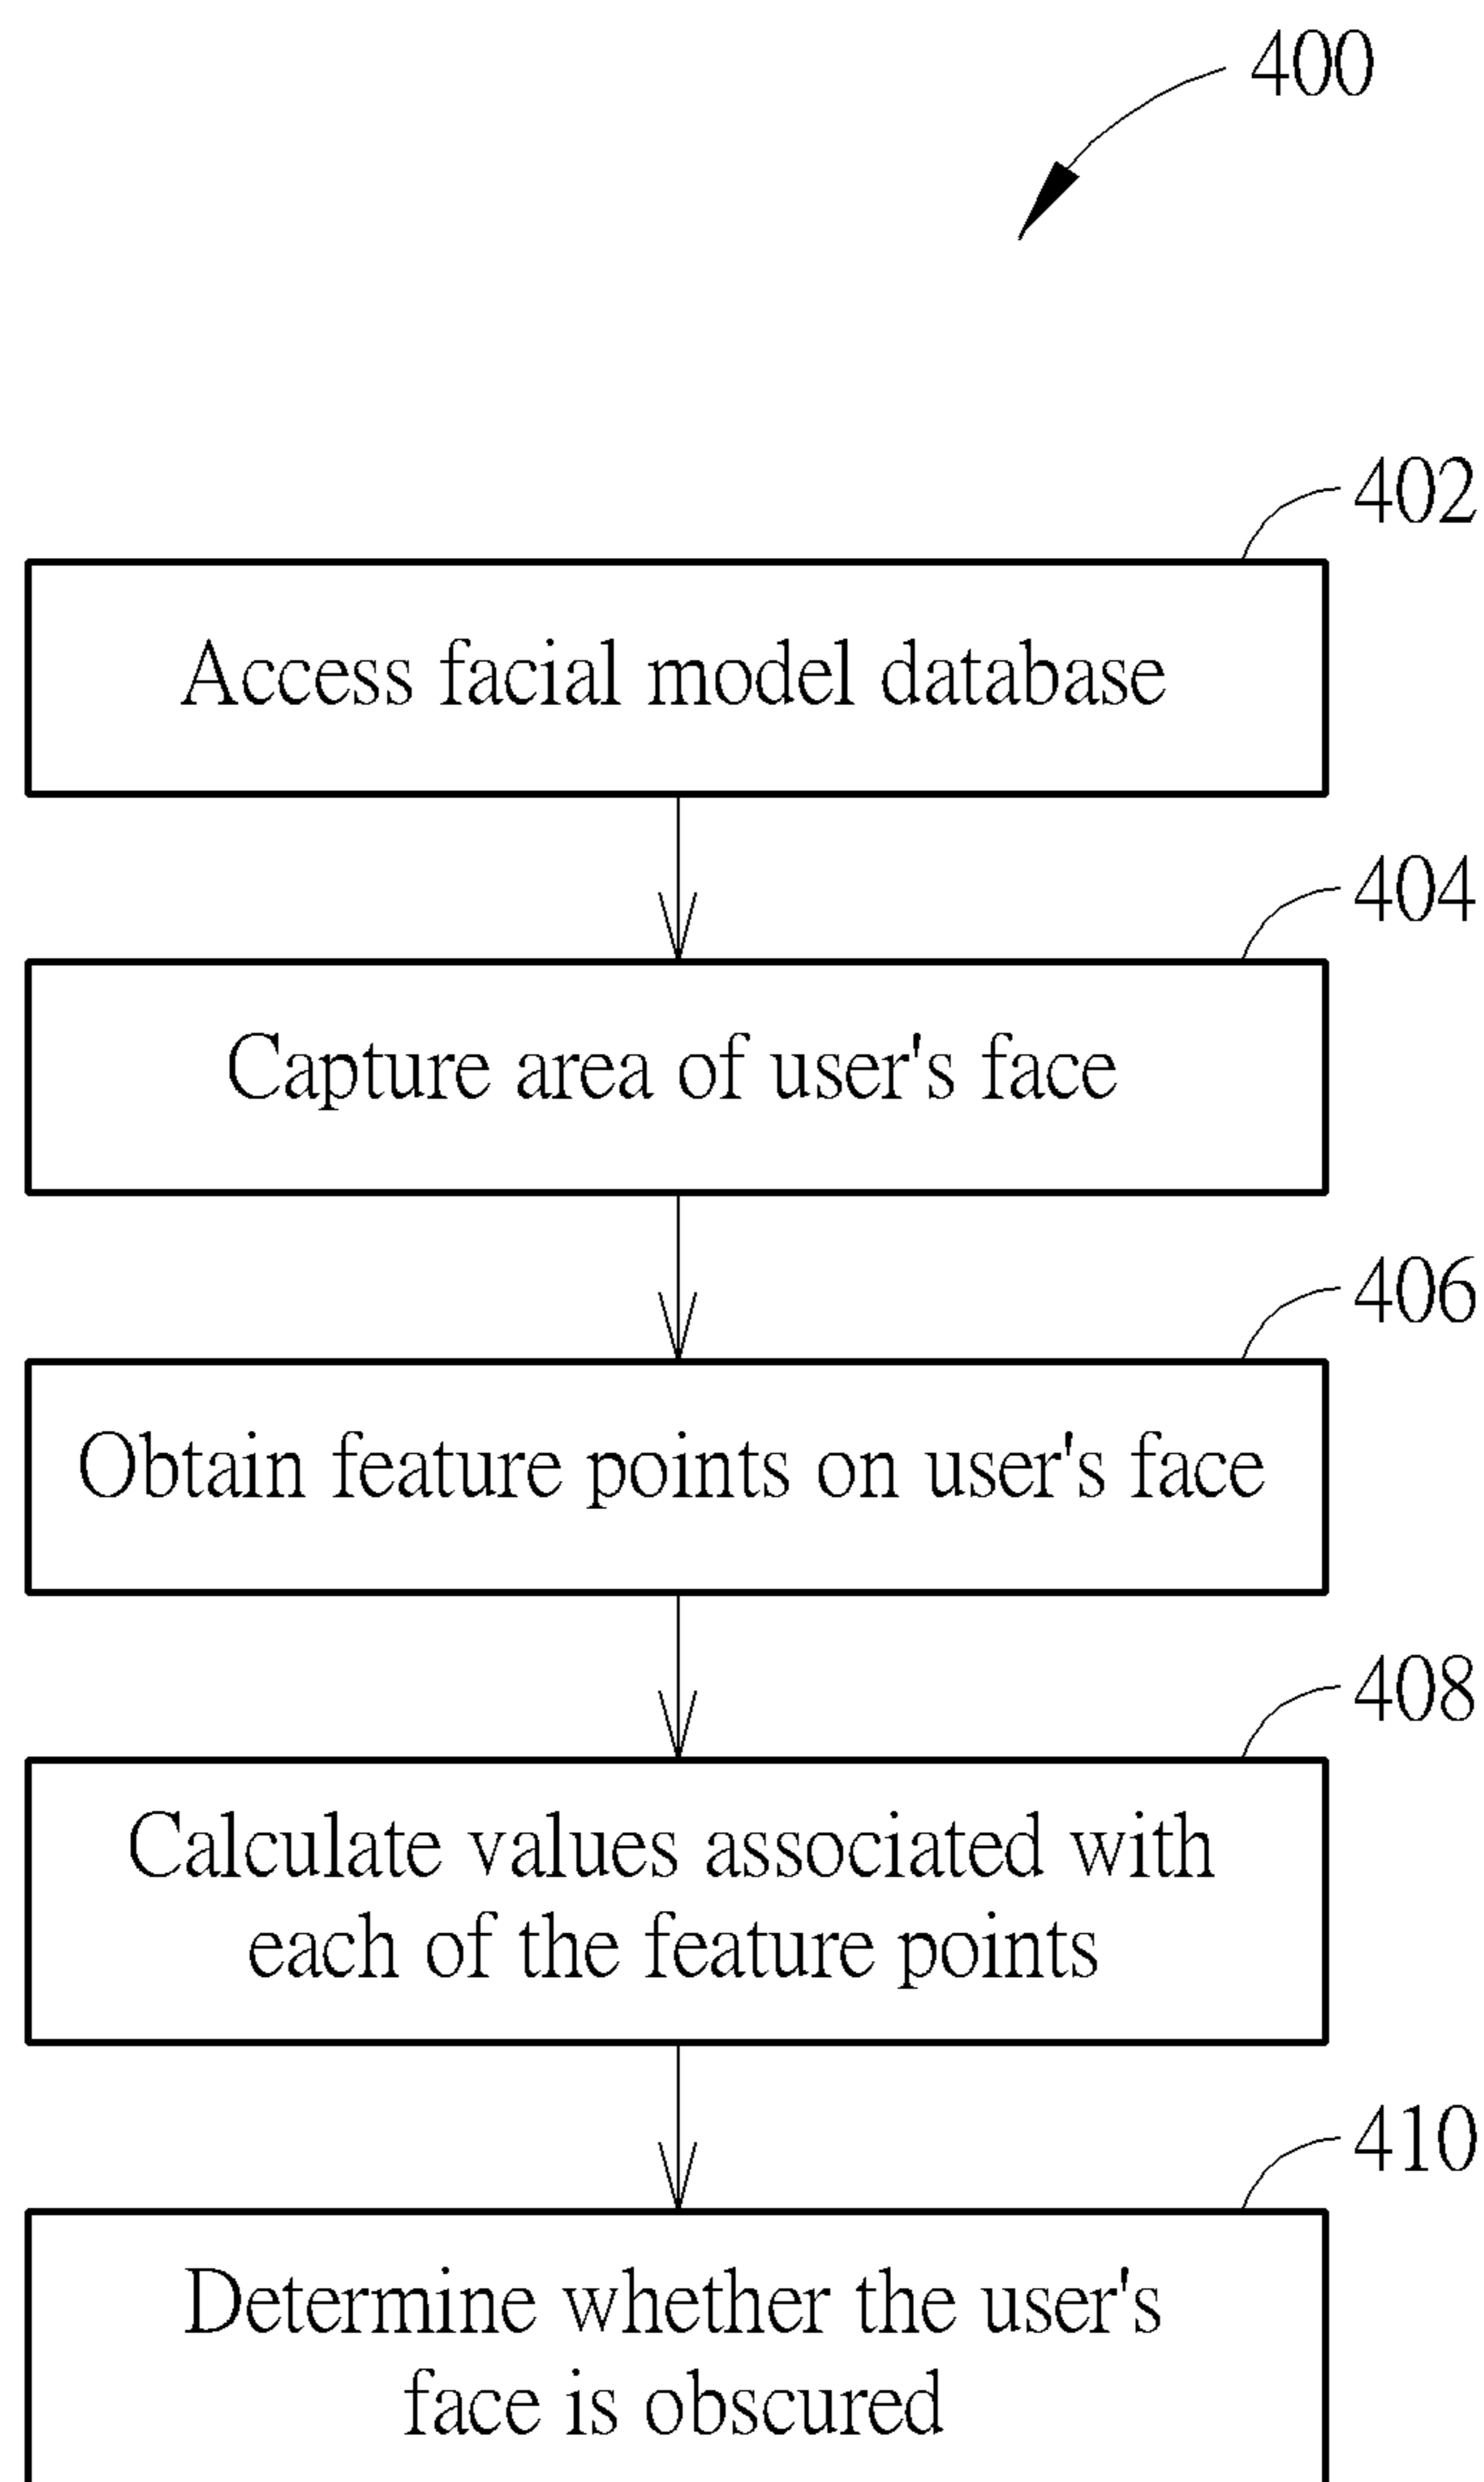 400
402
Access facial model database
404
Capture area of user's face
406
Obtain feature points on user's face
408
Calculate values associated with
each of the feature points
410
Determine whether the user's
face is obscured